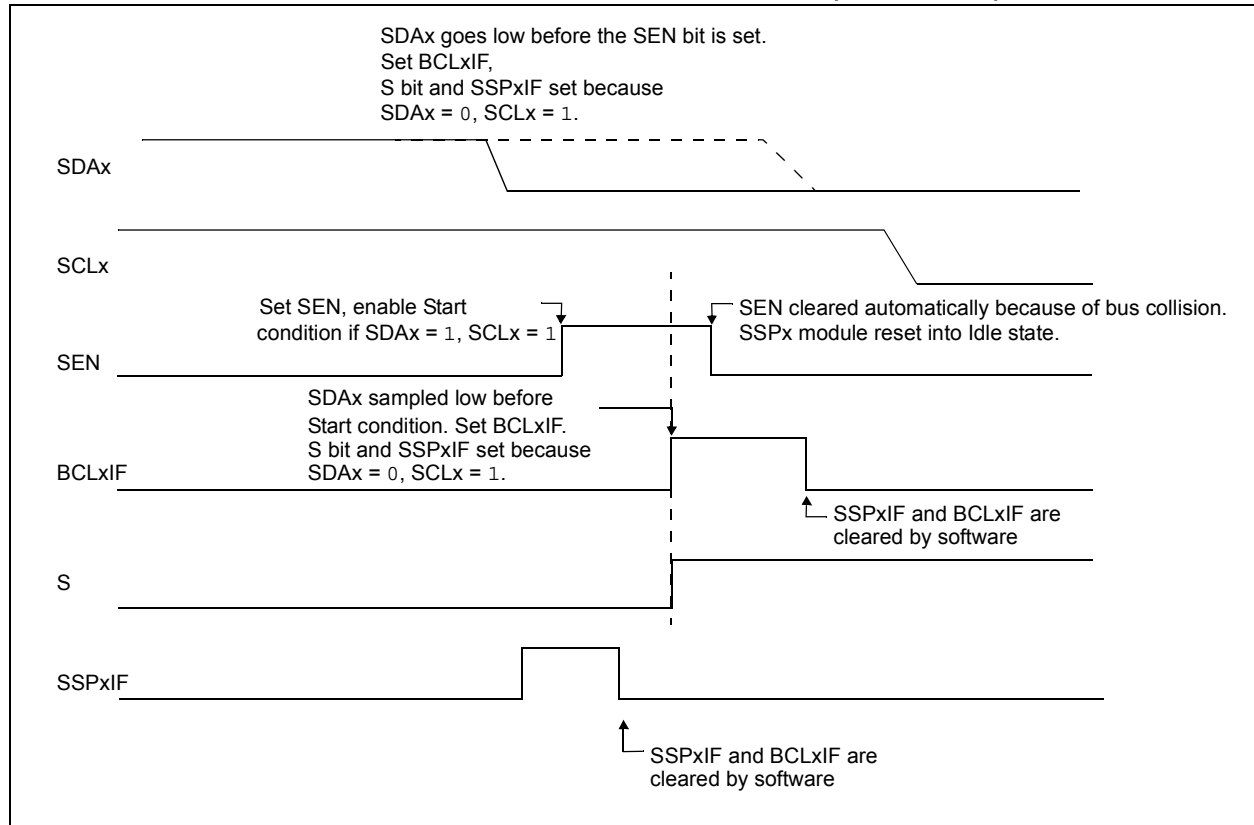 SDAx goes low before the SEN bit is set.
Set BCLxIF,
S bit and SSPxIF set because
SDAx = 0, SCLx = 1.
SDAx
SCLx
Set SEN, enable Start
condition if SDAx = 1, SCLx = 1
SEN cleared automatically because of bus collision.
SSPx module reset into Idle state.
SEN
SDAx sampled low before
Start condition. Set BCLxIF.
S bit and SSPxIF set because
SDAx = 0, SCLx = 1.
BCLxIF
SSPxIF and BCLxIF are
cleared by software
S
SSPxIF
SSPxIF and BCLxIF are
cleared by software